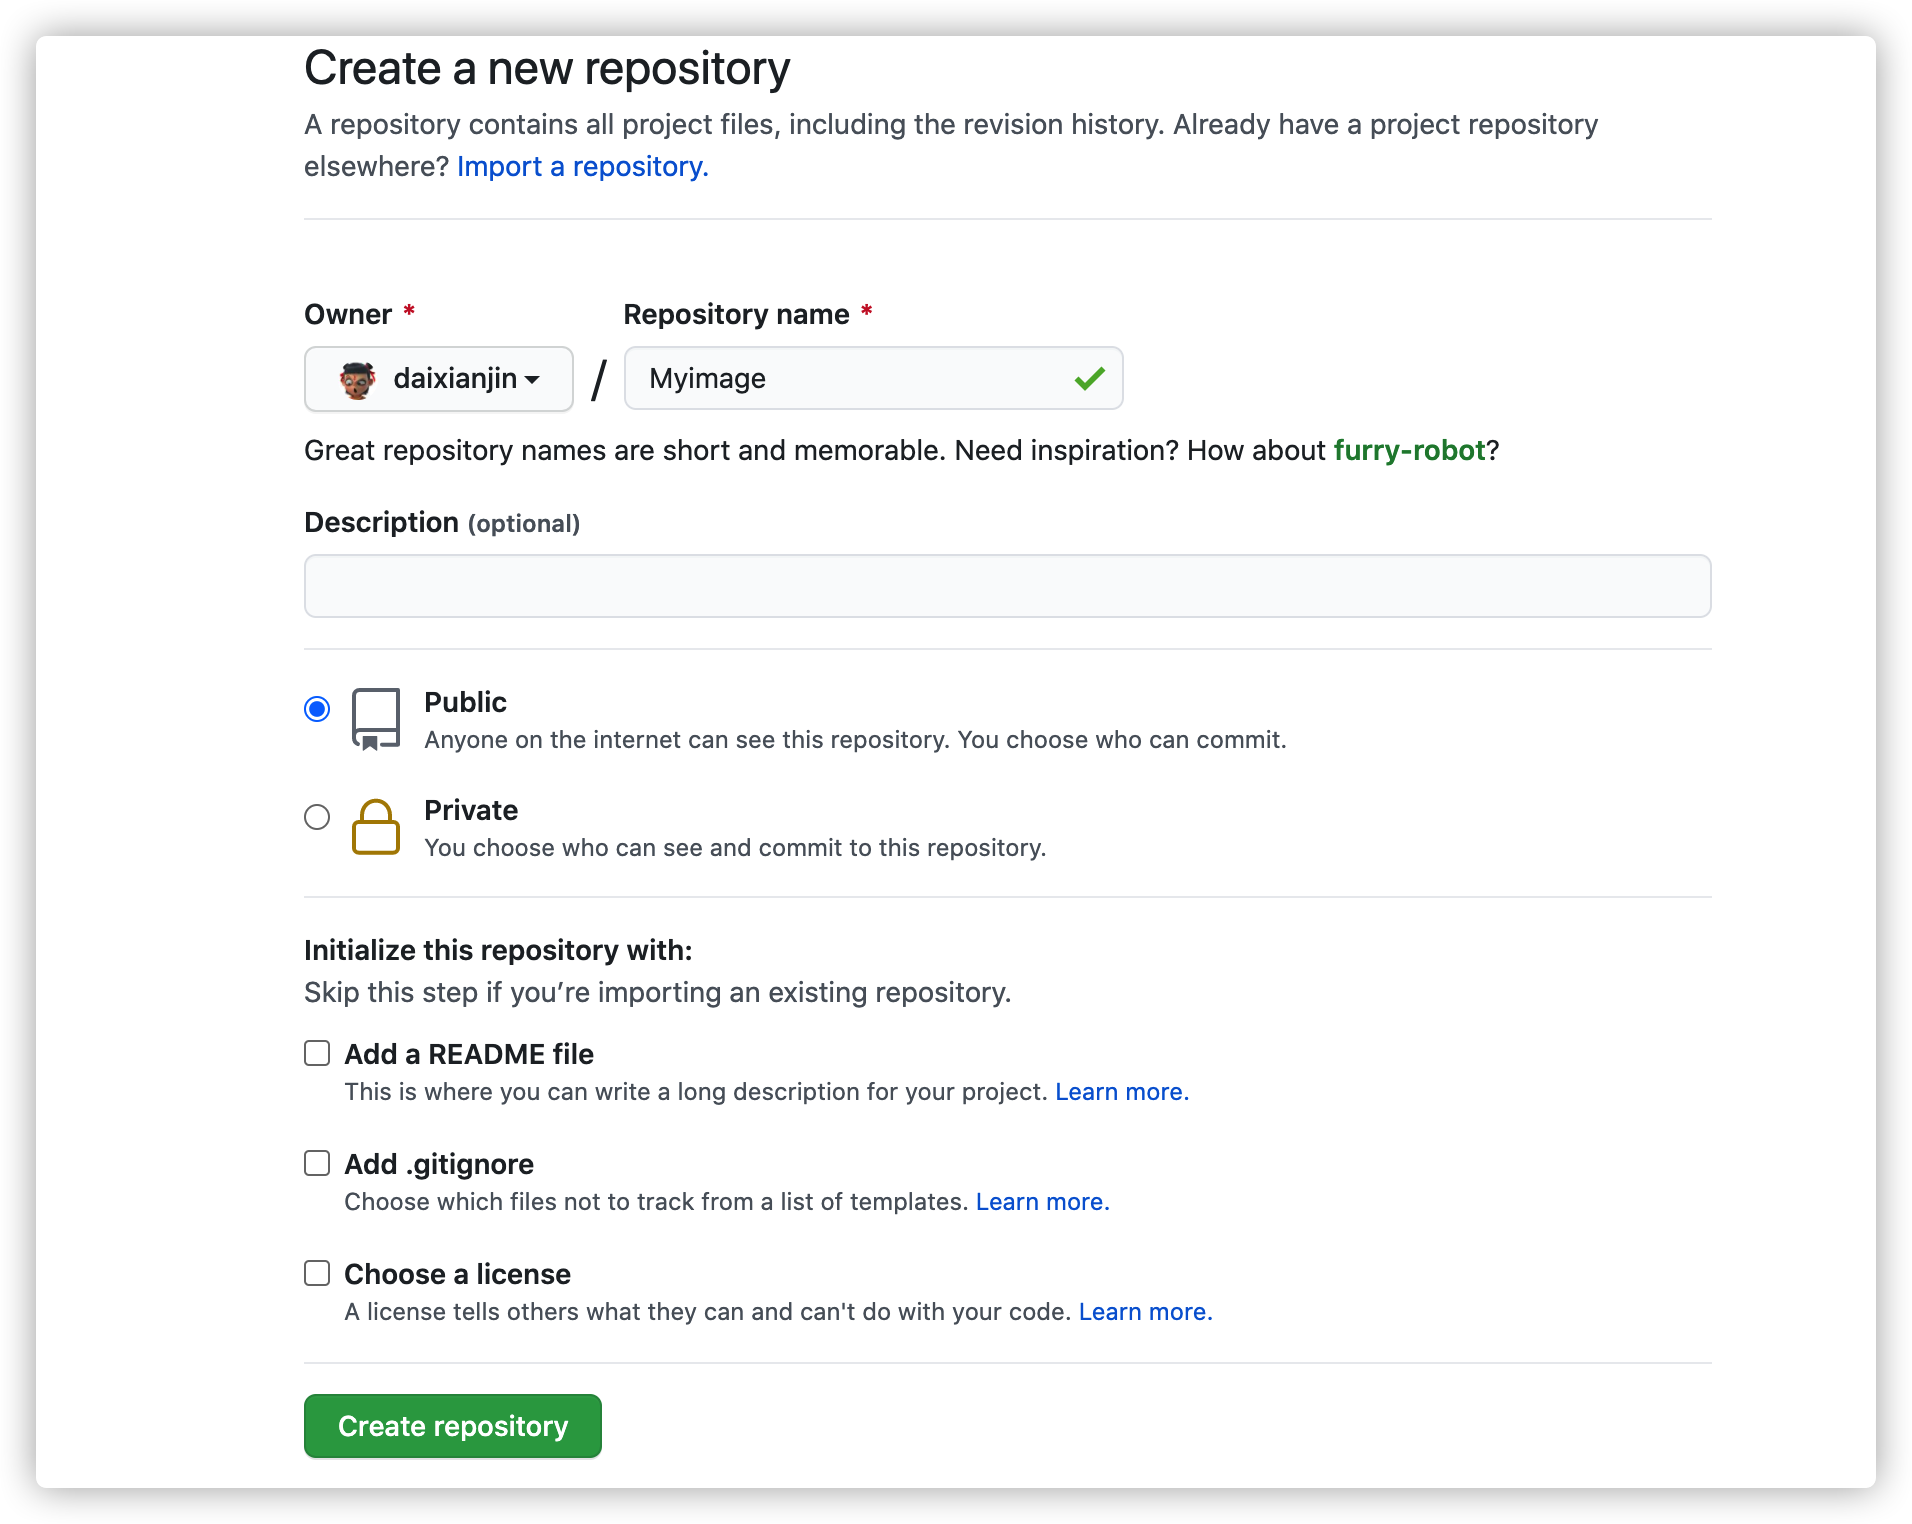 Create a new repository
A repository contains all project files, including the revision history. Already have a project repository
elsewhere? Import a repository.
Owner * Repository name *
daixianjin / Myimage
Great repository names are short and memorable. Need inspiration? How about furry-robot?
Description (optional)
Public
Anyone on the internet can see this repository. You choose who can commit.
Private
You choose who can see and commit to this repository.
Initialize this repository with:
Skip this step if you’re importing an existing repository.
Add a README file
This is where you can write a long description for your project. Learn more.
Add .gitignore
Choose which files not to track from a list of templates. Learn more.
Choose a license
A license tells others what they can and can't do with your code. Learn more.
Create repository